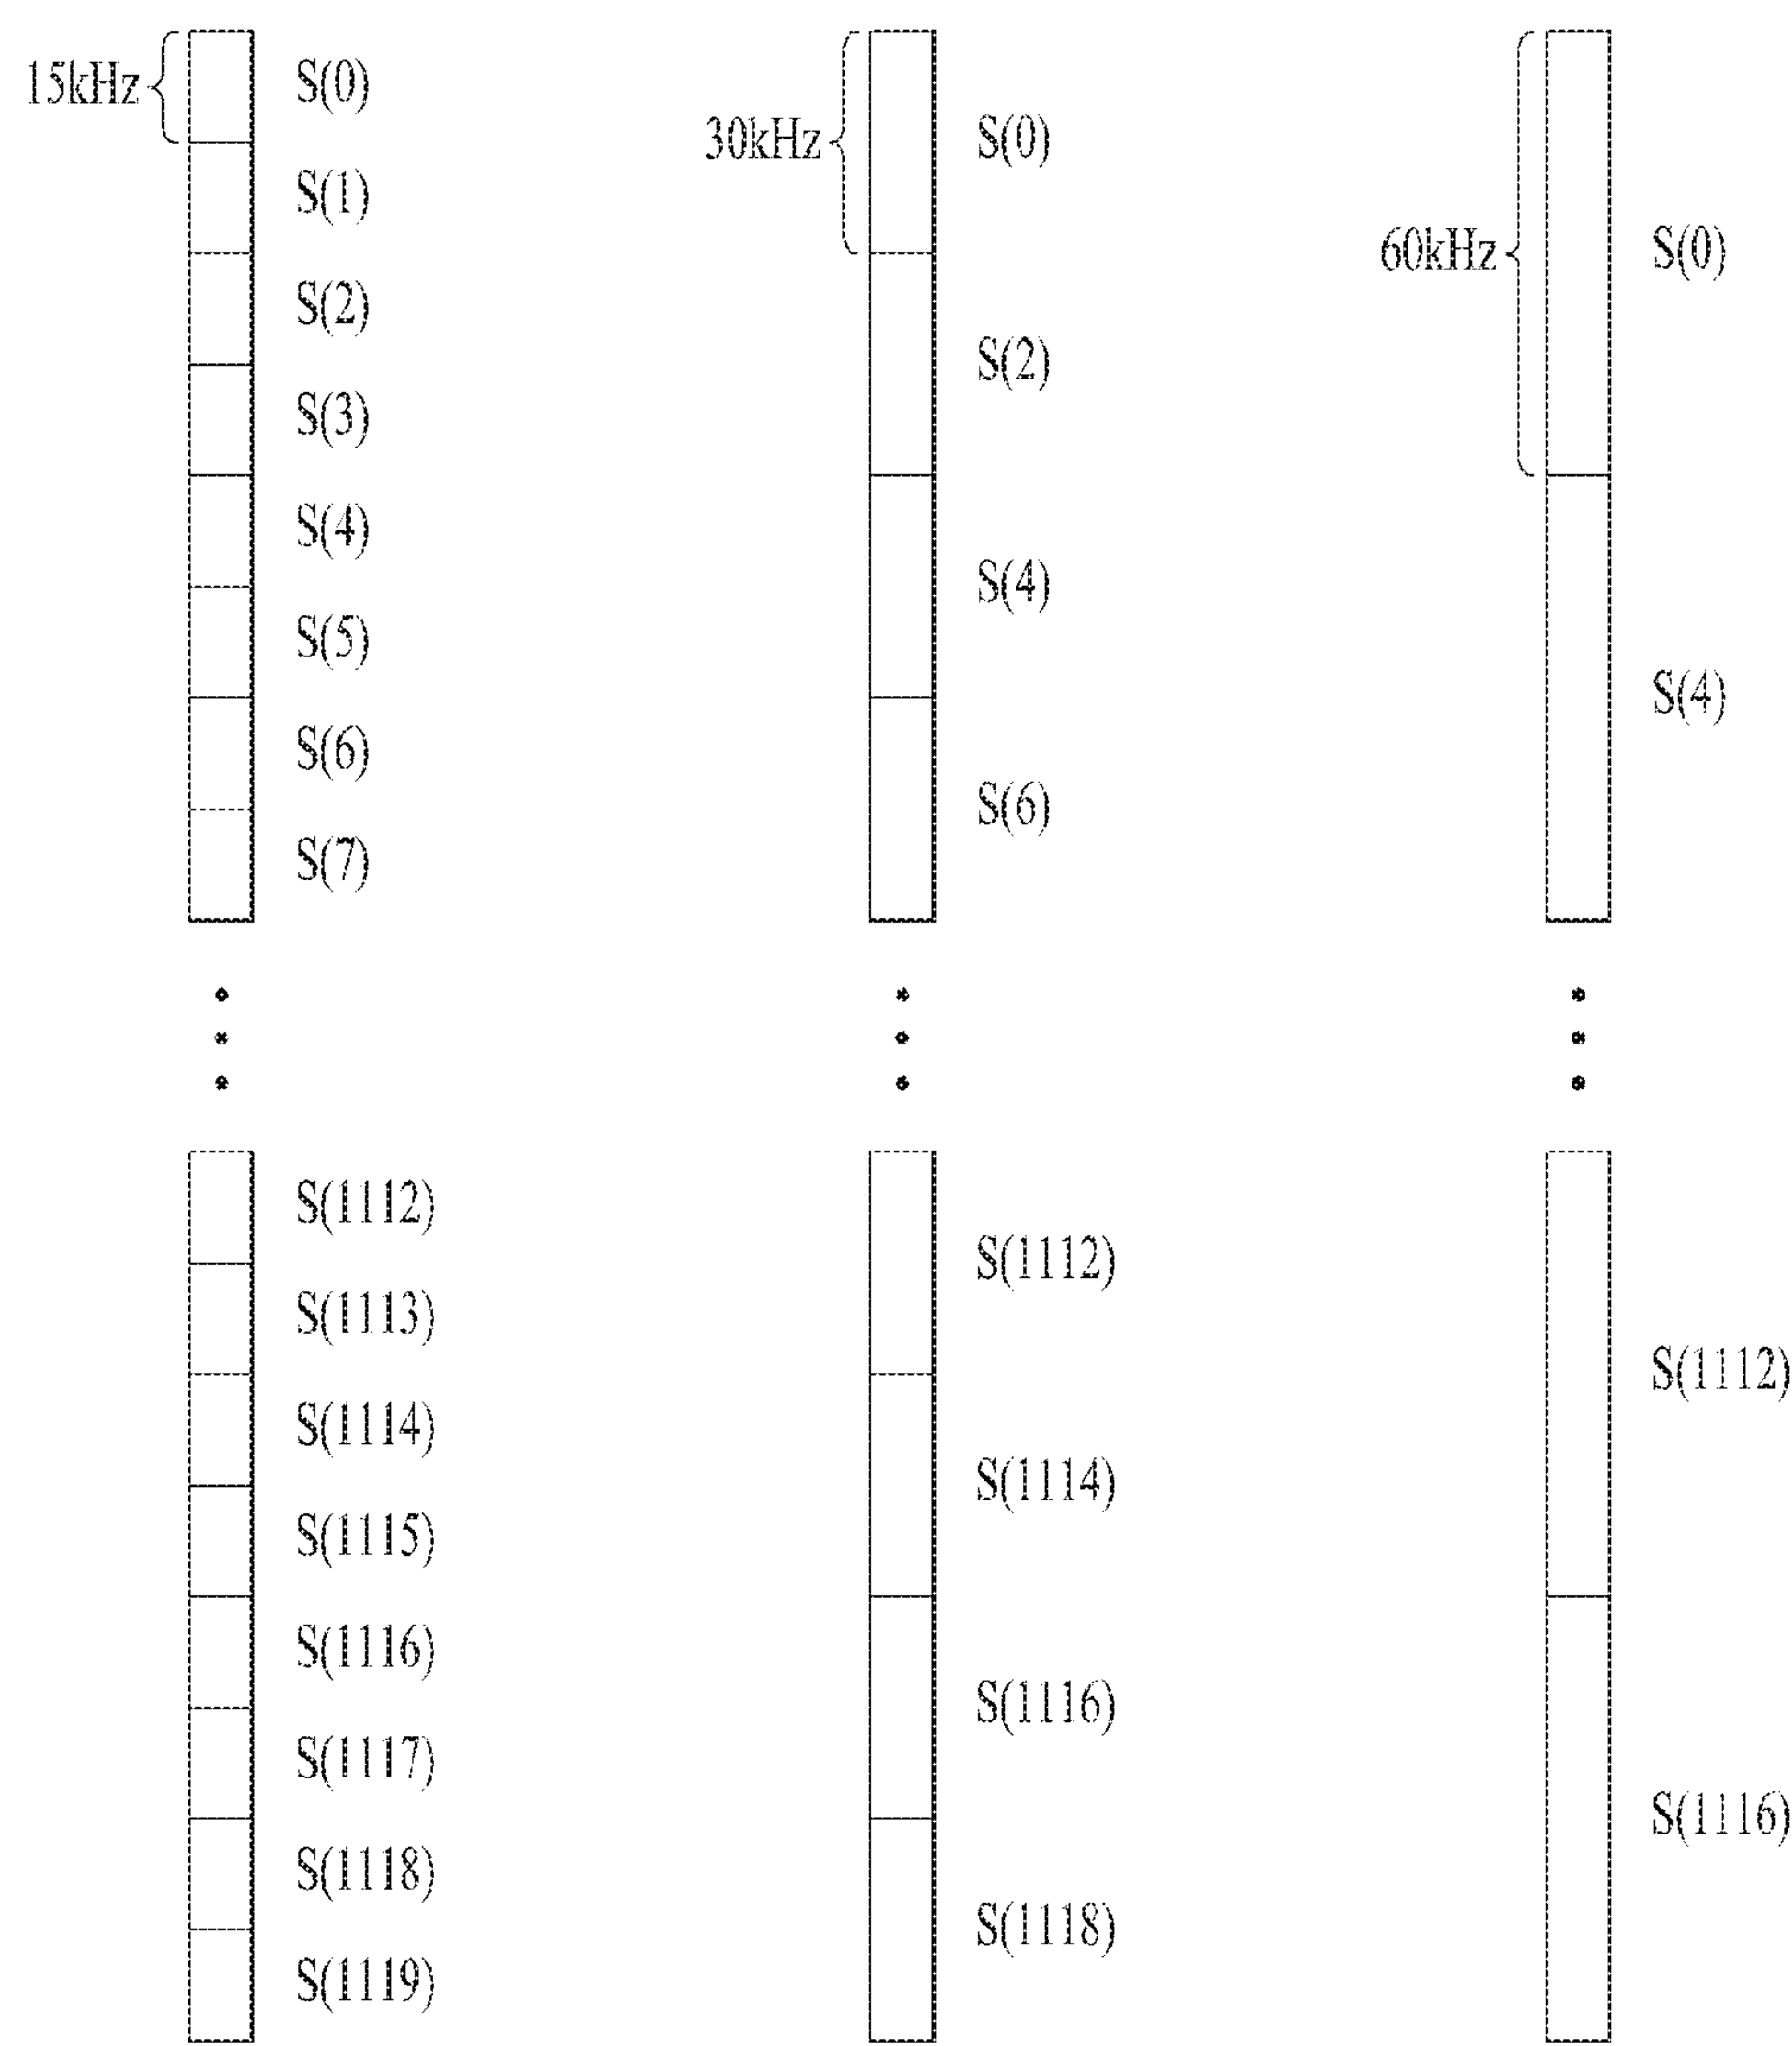 15kHz
S(0)
S(1)
S(2)
S(3)
S(4)
S(5)
S(6)
S(7)
S(1112)
S(1113)
S(1114)
S(1115)
S(1116)
S(1117)
S(1118)
S(1119)
30kHz
S(0)
S(2)
S(4)
S(6)
S(1112)
S(1114)
S(1116)
S(1118)
60kHz
S(0)
S(4)
S(1112)
S(1116)